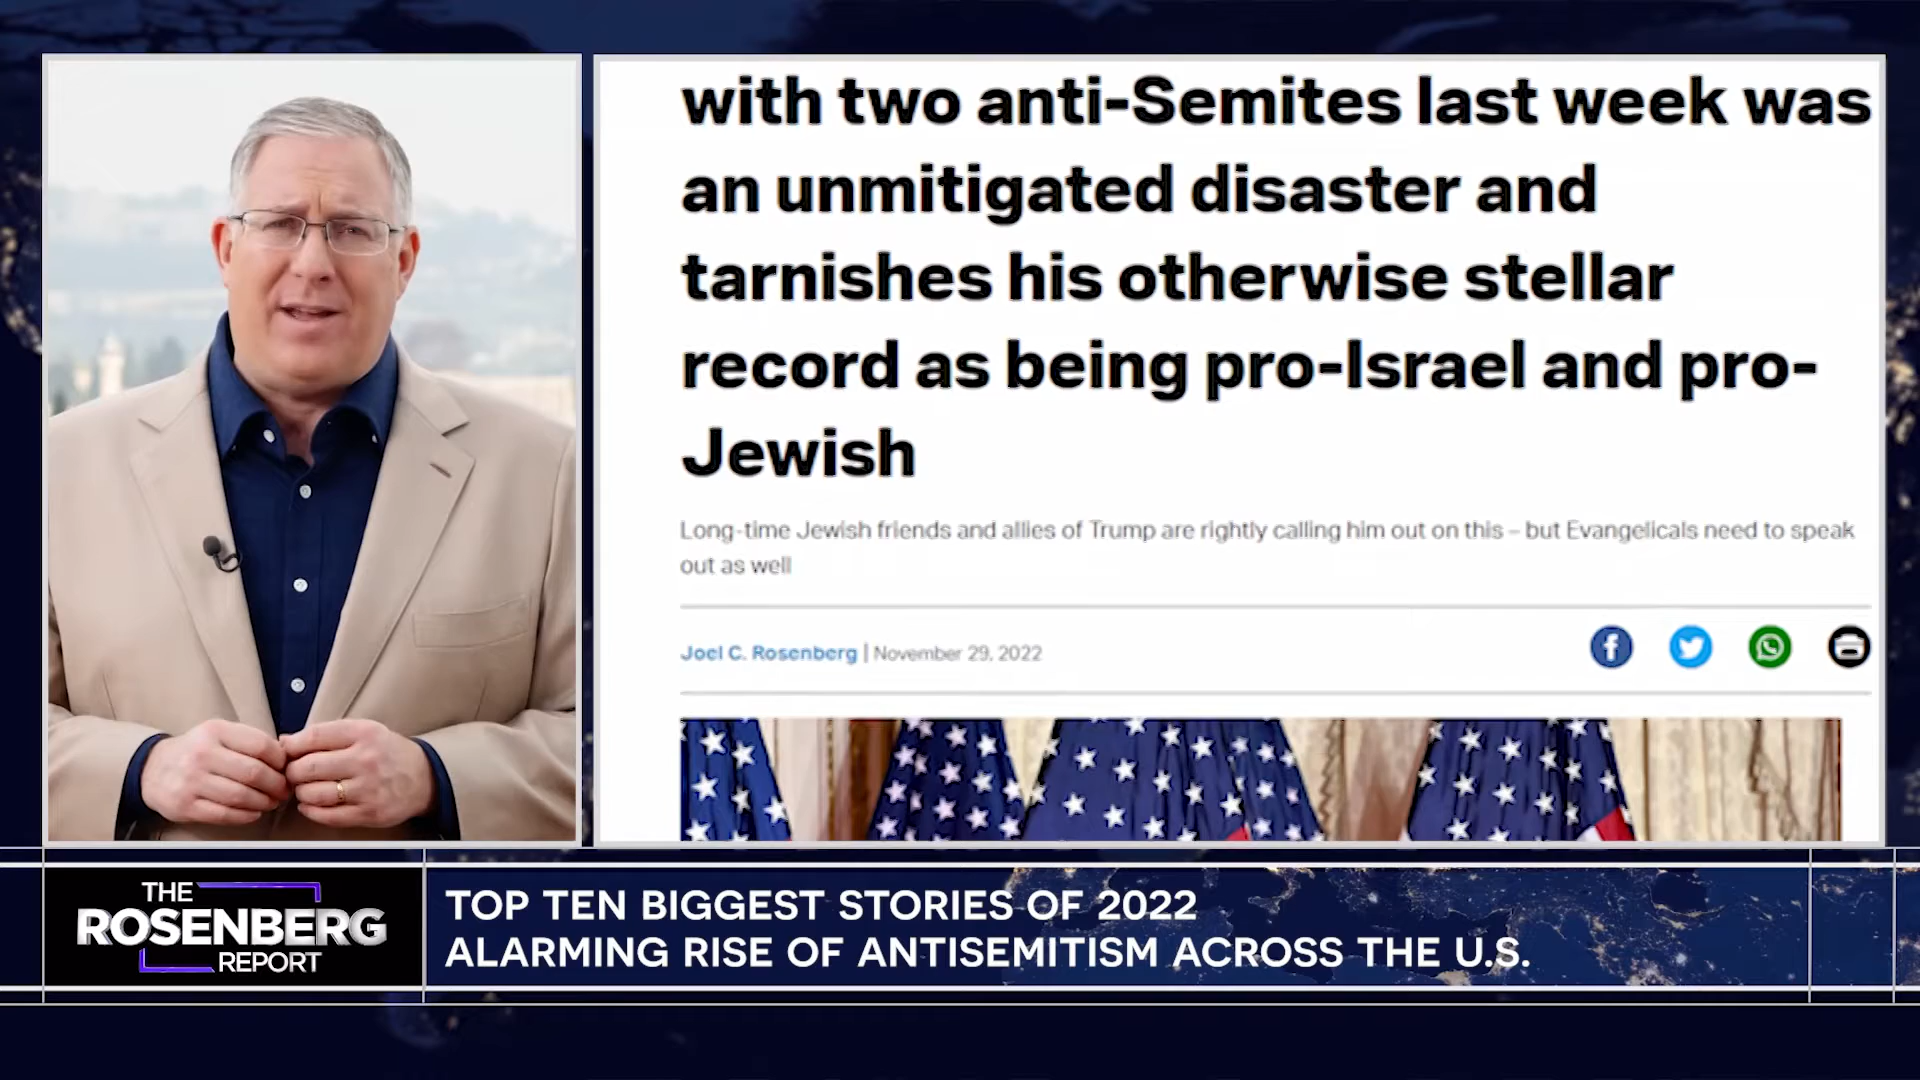 with two anti-Semites last week was
an unmitigated disaster and
tarnishes his otherwise stellar
record as being pro-Israel and pro-
Jewish
Long-time Jewish friends and allies of Trump are rightly calling him out on this – but Evangelicals need to speak
out as well
Joel C. Rosenberg | November 29, 2022
THE
ROSENBERG
REPORT
TOP TEN BIGGEST STORIES OF 2022
ALARMING RISE OF ANTISEMITISM ACROSS THE U.S.